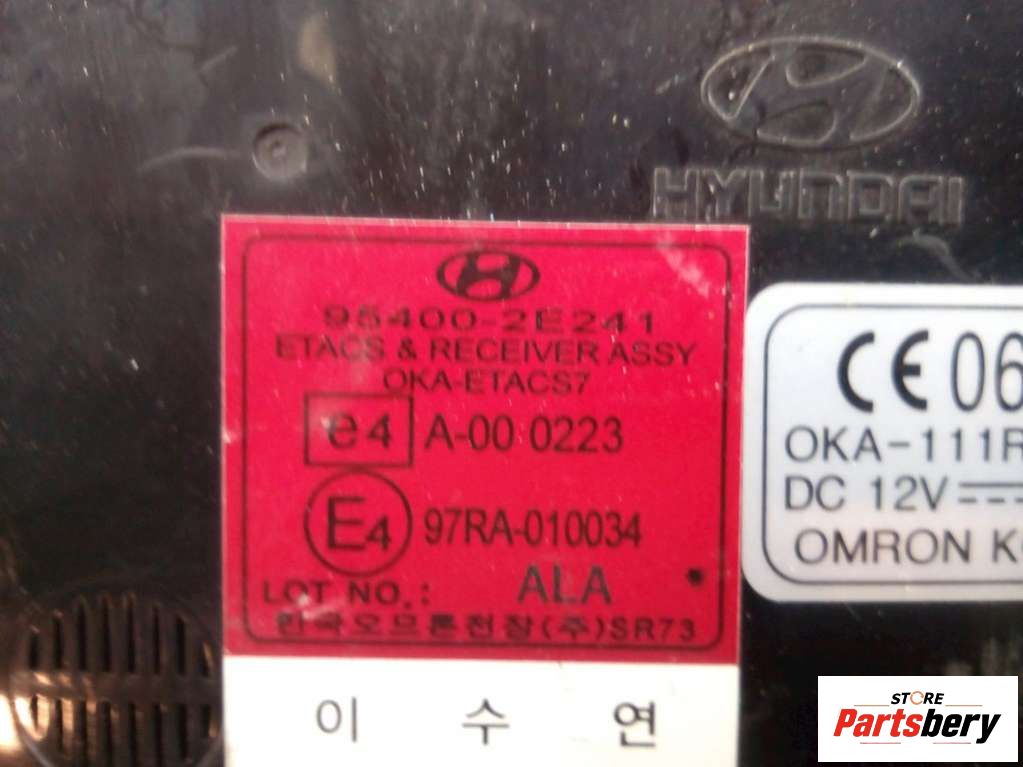 HYUNDAI
95400-2E241
ETACS & RECEIVER ASSY
OKA-ETACS7
e4 A-00 0223
E4 97RA-010034
LOT NO.: ALA
한국오므론전장(주)SR73
이 수 연
CE 06
OKA-111R
DC 12V
OMRON K
STORE
Partsbery